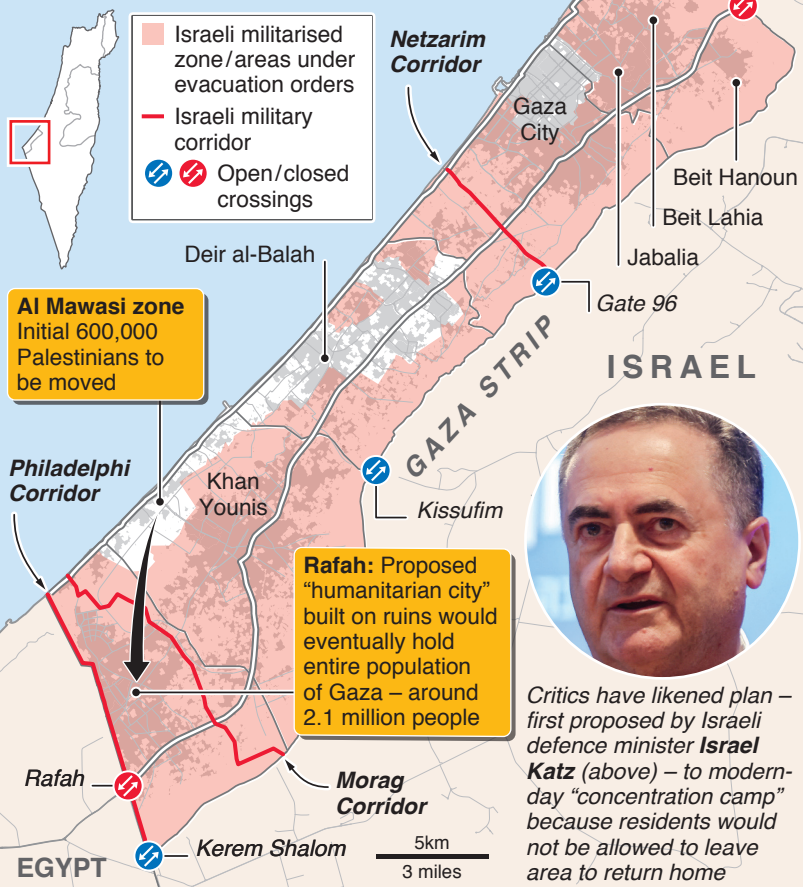 Israeli militarised
zone/areas under
evacuation orders
Israeli military
corridor
Open/closed
crossings
Netzarim
Corridor
Gaza
City
Beit Hanoun
Beit Lahia
Jabalia
Deir al-Balah
Gate 96
Al Mawasi zone
Initial 600,000
Palestinians to
be moved
GAZA STRIP
ISRAEL
Philadelphi
Corridor
Khan
Younis
Kissufim
Rafah: Proposed
“humanitarian city”
built on ruins would
eventually hold
entire population
of Gaza – around
2.1 million people
Critics have likened plan –
first proposed by Israeli
defence minister Israel
Katz (above) – to modern-
day “concentration camp”
because residents would
not be allowed to leave
area to return home
Rafah
Morag
Corridor
Kerem Shalom
5km
3 miles
EGYPT